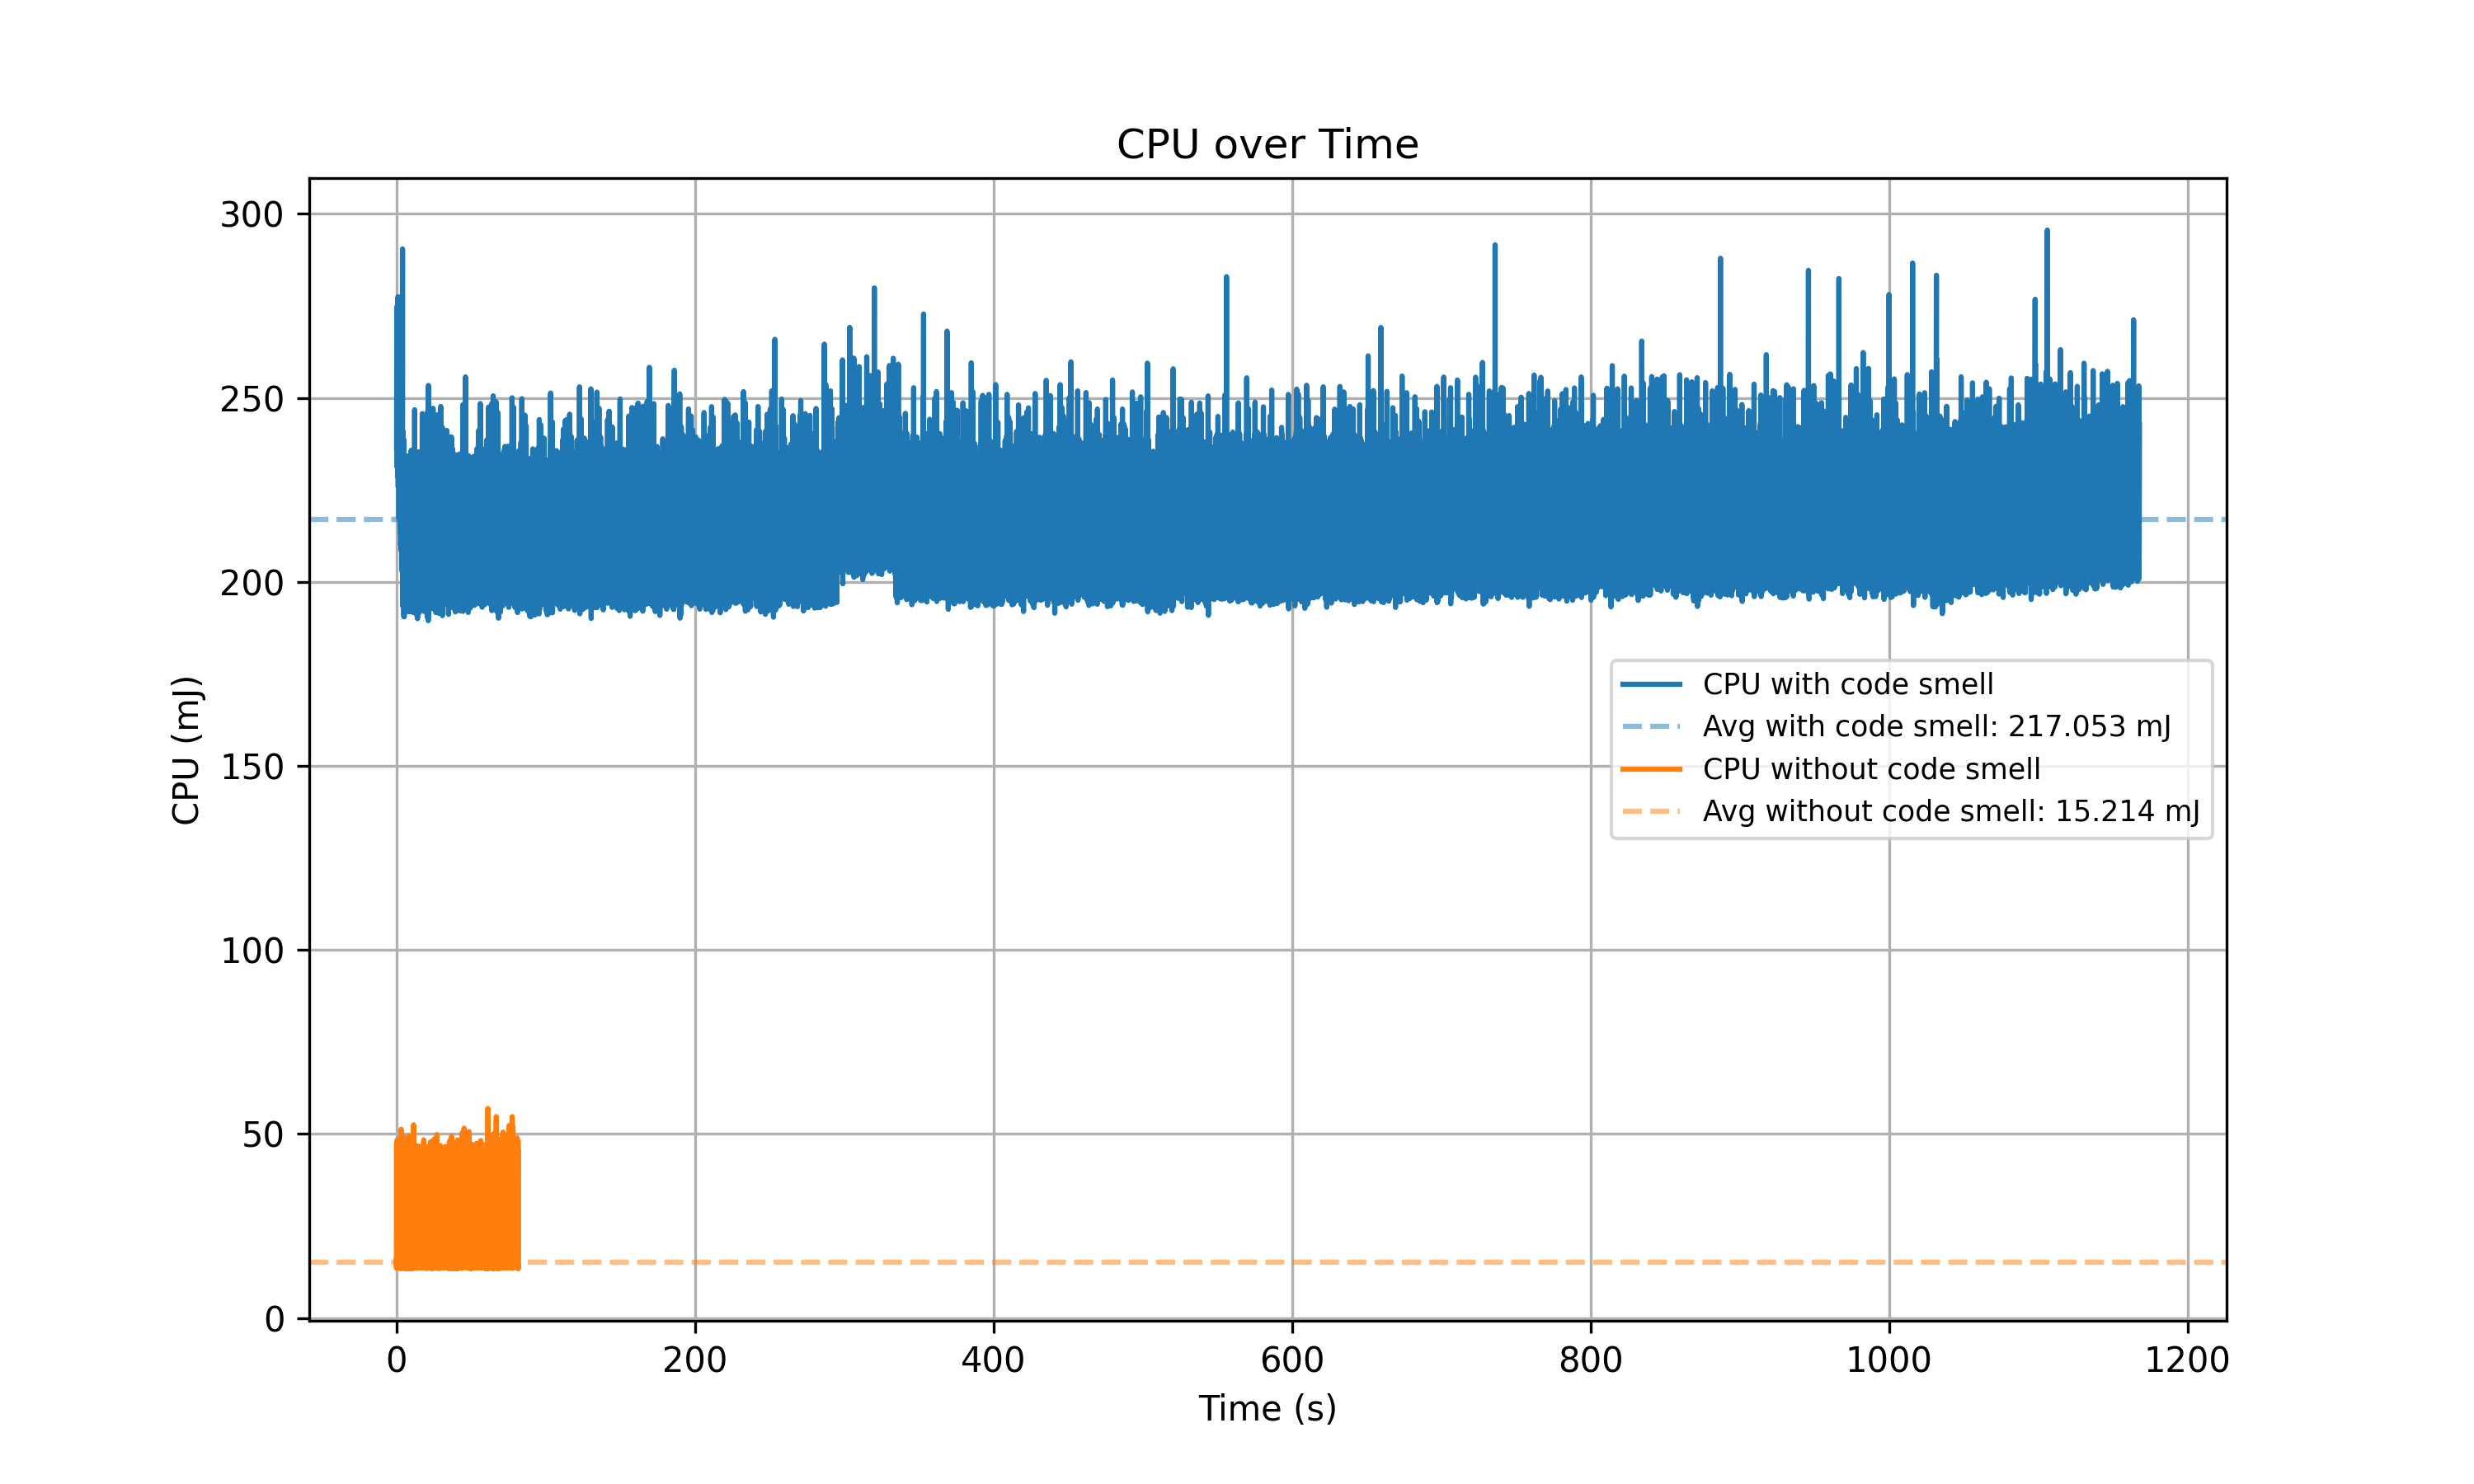 CPU over Time
300
250
200
150
100
50
0
CPU (mJ)
CPU with code smell
Avg with code smell: 217.053 mJ
CPU without code smell
Avg without code smell: 15.214 mJ
0 200 400 600 800 1000 1200
Time (s)